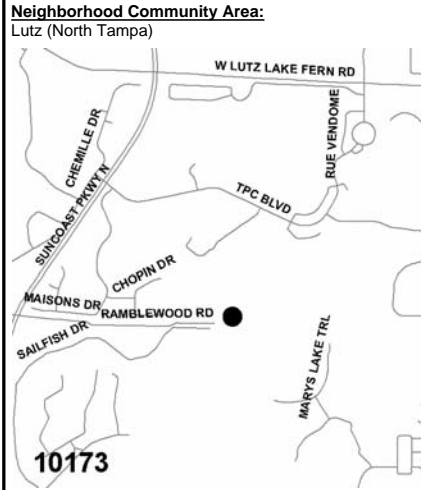 Neighborhood Community Area:
Lutz (North Tampa)
W LUTZ LAKE FERN RD
CHEMILLE DR
RUE VENDOME
SUNCOAST PKWY N
TPC BLVD
CHOPIN DR
MAISONS DR
RAMBLEWOOD RD
SAILFISH DR
MARYS LAKE TRL
10173